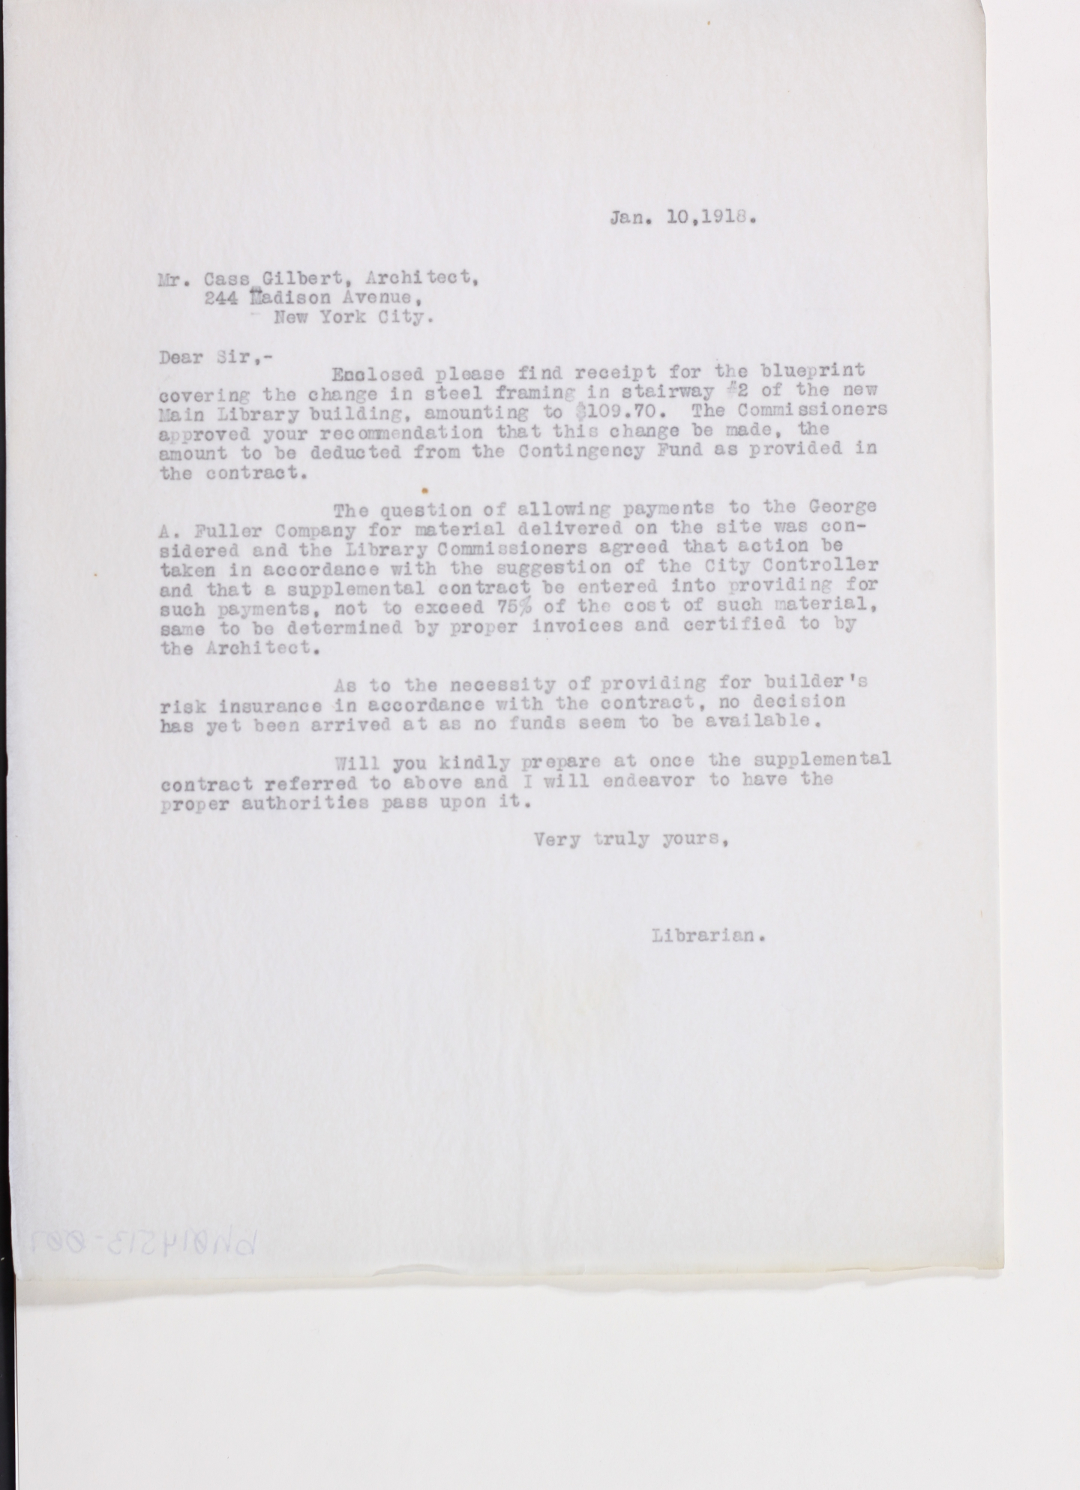 Jan. 10,1918.
Mr. Cass Gilbert, Architect,
244 Madison Avenue,
New York City.
Dear Sir,-
Enclosed please find receipt for the blueprint
covering the change in steel framing in stairway #2 of the new
Main Library building, amounting to $109.70. The Commissioners
approved your recommendation that this change be made, the
amount to be deducted from the Contingency Fund as provided in
the contract.
The question of allowing payments to the George
A. Fuller Company for material delivered on the site was con-
sidered and the Library Commissioners agreed that action be
taken in accordance with the suggestion of the City Controller
and that a supplemental contract be entered into providing for
such payments, not to exceed 75% of the cost of such material,
same to be determined by proper invoices and certified to by
the Architect.
As to the necessity of providing for builder's
risk insurance in accordance with the contract, no decision
has yet been arrived at as no funds seem to be available.
Will you kindly prepare at once the supplemental
contract referred to above and I will endeavor to have the
proper authorities pass upon it.
Very truly yours,
Librarian.